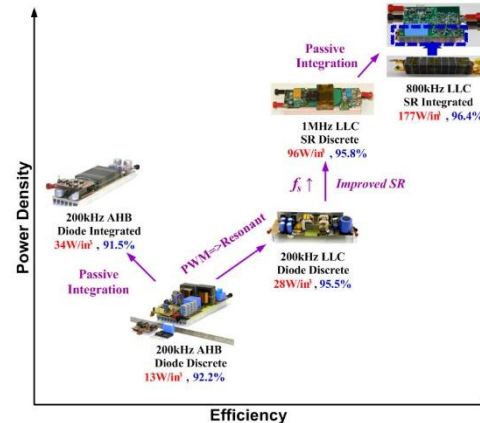 Power Density
Passive
Integration
800kHz LLC
SR Integrated
177W/in³, 96.4%
1MHz LLC
SR Discrete
96W/in³, 95.8%
fs ↑
Improved SR
200kHz AHB
Diode Integrated
34W/in³, 91.5%
PWM=>Resonant
200kHz LLC
Diode Discrete
28W/in³, 95.5%
Passive
Integration
200kHz AHB
Diode Discrete
13W/in³, 92.2%
Efficiency